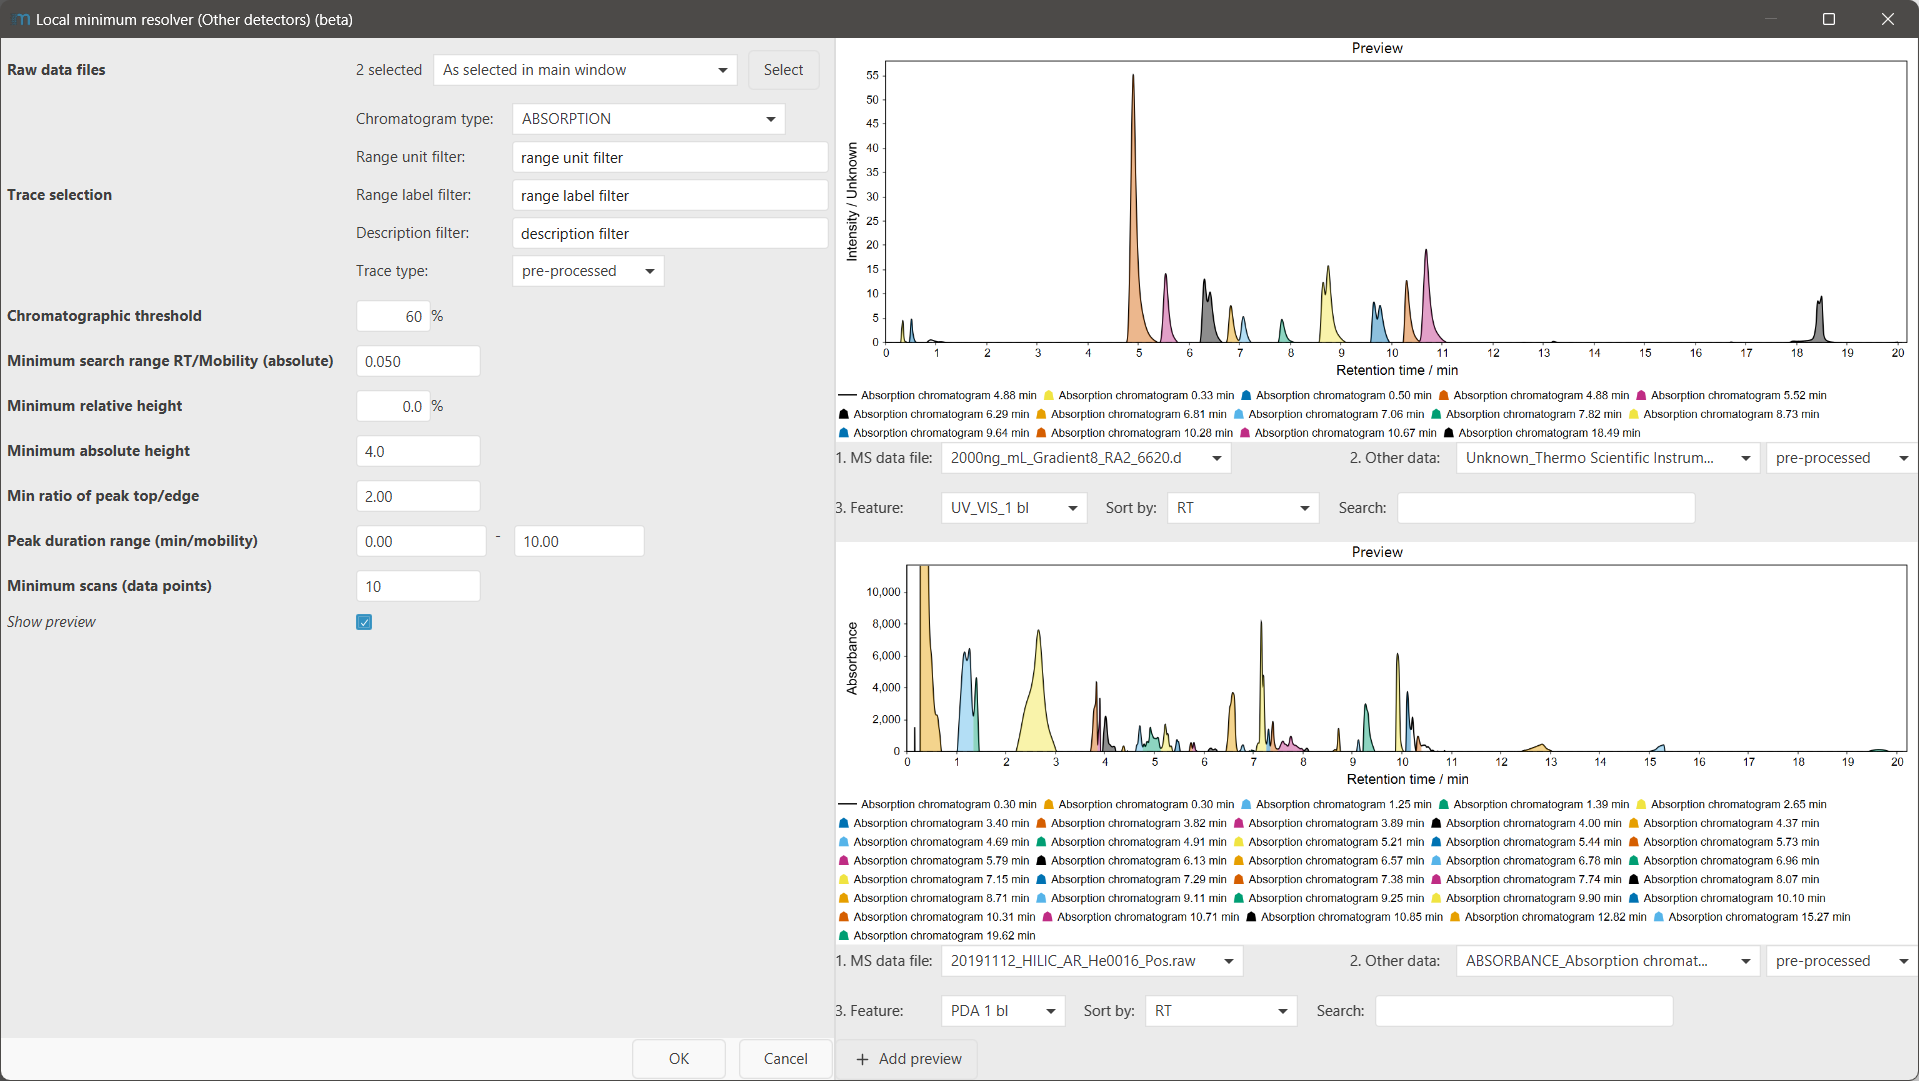 Local minimum resolver (Other detectors) (beta)
Raw data files 2 selected As selected in main window Select
Chromatogram type: ABSORPTION
Range unit filter: range unit filter
Trace selection Range label filter: range label filter
Description filter: description filter
Trace type: pre-processed
Chromatographic threshold 60 %
Minimum search range RT/Mobility (absolute) 0.050
Minimum relative height 0.0 %
Minimum absolute height 4.0
Min ratio of peak top/edge 2.00
Peak duration range (min/mobility) 0.00 - 10.00
Minimum scans (data points) 10
Show preview
OK Cancel
Preview
Intensity / Unknown
55
50
45
40
35
30
25
20
15
10
5
0
0 1 2 3 4 5 6 7 8 9 10 11 12 13 14 15 16 17 18 19 20
Retention time / min
Absorption chromatogram 4.88 min Absorption chromatogram 0.33 min Absorption chromatogram 0.50 min Absorption chromatogram 4.88 min Absorption chromatogram 5.52 min
Absorption chromatogram 6.29 min Absorption chromatogram 6.81 min Absorption chromatogram 7.06 min Absorption chromatogram 7.82 min Absorption chromatogram 8.73 min
Absorption chromatogram 9.64 min Absorption chromatogram 10.28 min Absorption chromatogram 10.67 min Absorption chromatogram 18.49 min
1. MS data file: 2000ng_mL_Gradient8_RA2_6620.d 2. Other data: Unknown_Thermo Scientific Instrum... pre-processed
3. Feature: UV_VIS_1 bl Sort by: RT Search:
Preview
Absorbance
10,000
8,000
6,000
4,000
2,000
0
0 1 2 3 4 5 6 7 8 9 10 11 12 13 14 15 16 17 18 19 20
Retention time / min
Absorption chromatogram 0.30 min Absorption chromatogram 0.30 min Absorption chromatogram 1.25 min Absorption chromatogram 1.39 min Absorption chromatogram 2.65 min
Absorption chromatogram 3.40 min Absorption chromatogram 3.82 min Absorption chromatogram 3.89 min Absorption chromatogram 4.00 min Absorption chromatogram 4.37 min
Absorption chromatogram 4.69 min Absorption chromatogram 4.91 min Absorption chromatogram 5.21 min Absorption chromatogram 5.44 min Absorption chromatogram 5.73 min
Absorption chromatogram 5.79 min Absorption chromatogram 6.13 min Absorption chromatogram 6.57 min Absorption chromatogram 6.78 min Absorption chromatogram 6.96 min
Absorption chromatogram 7.15 min Absorption chromatogram 7.29 min Absorption chromatogram 7.38 min Absorption chromatogram 7.74 min Absorption chromatogram 8.07 min
Absorption chromatogram 8.71 min Absorption chromatogram 9.11 min Absorption chromatogram 9.25 min Absorption chromatogram 9.90 min Absorption chromatogram 10.10 min
Absorption chromatogram 10.31 min Absorption chromatogram 10.71 min Absorption chromatogram 10.85 min Absorption chromatogram 12.82 min Absorption chromatogram 15.27 min
Absorption chromatogram 19.62 min
1. MS data file: 20191112_HILIC_AR_He0016_Pos.raw 2. Other data: ABSORBANCE_Absorption chromat... pre-processed
3. Feature: PDA 1 bl Sort by: RT Search:
+ Add preview